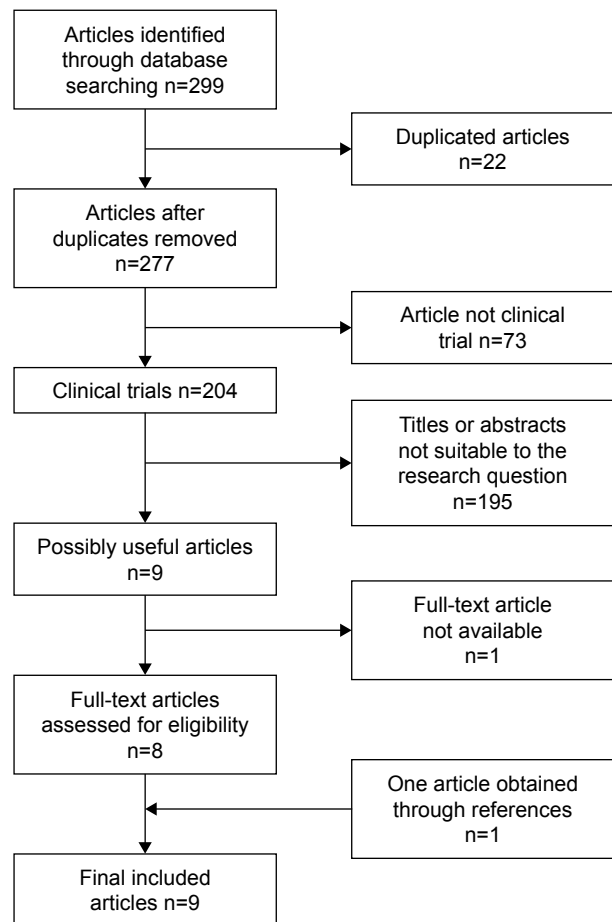 Articles identified
through database
searching n=299
Duplicated articles
n=22
Articles after
duplicates removed
n=277
Article not clinical
trial n=73
Clinical trials n=204
Titles or abstracts
not suitable to the
research question
n=195
Possibly useful articles
n=9
Full-text article
not available
n=1
Full-text articles
assessed for eligibility
n=8
One article obtained
through references
n=1
Final included
articles n=9